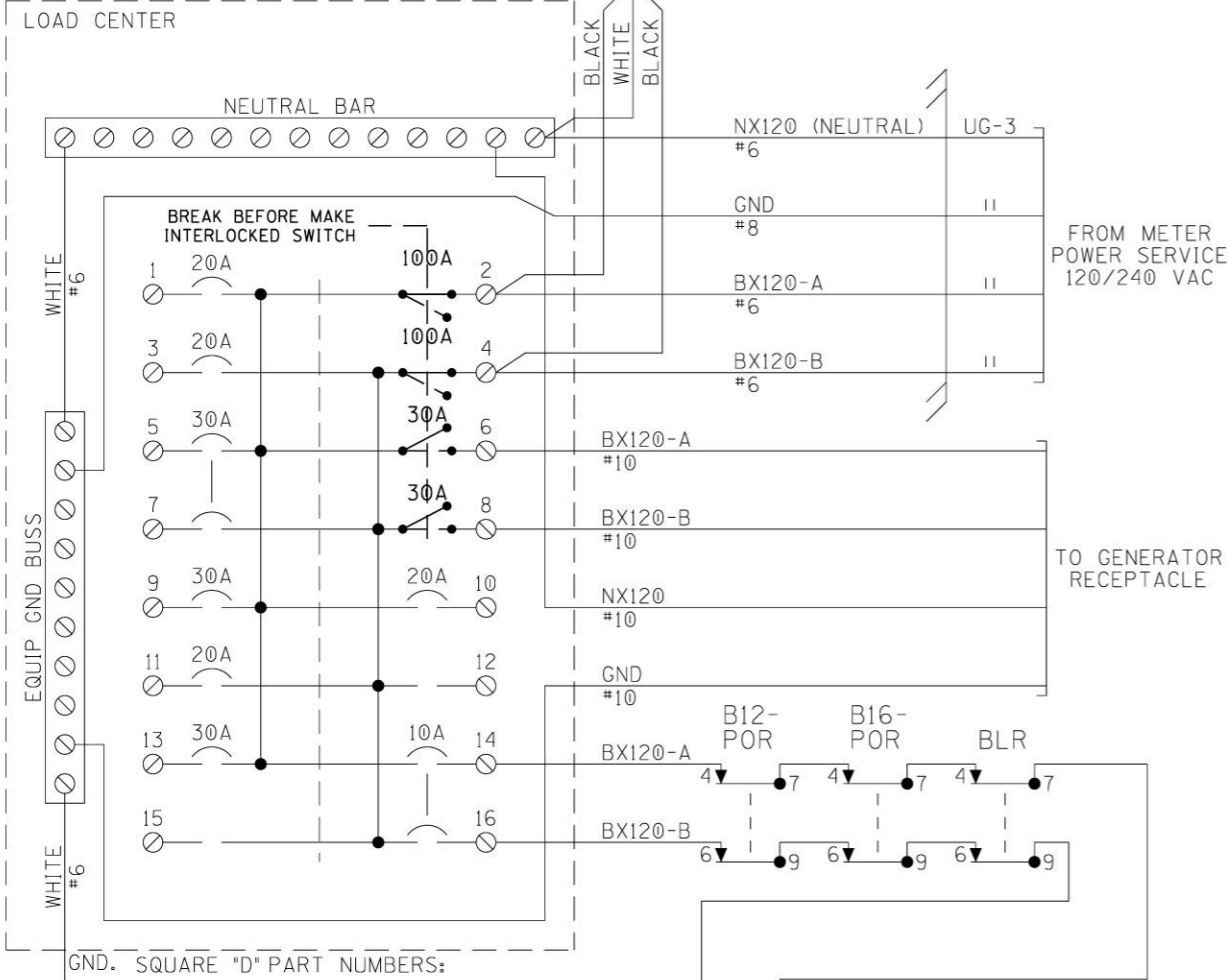 LOAD CENTER
BLACK
WHITE
BLACK
NEUTRAL BAR
NX120 (NEUTRAL) UG-3
#6
GND "
#8
FROM METER
POWER SERVICE
120/240 VAC
BREAK BEFORE MAKE
INTERLOCKED SWITCH
WHITE
#6
1 20A 100A 2
BX120-A "
#6
3 20A 100A 4
BX120-B "
#6
5 30A 30A 6
BX120-A
#10
7 30A 8
BX120-B
#10
EQUIP GND BUSS
TO GENERATOR
RECEPTACLE
9 30A 20A 10
NX120
#10
11 20A 12
GND
#10
B12-
POR
B16-
POR
BLR
13 30A 10A 14
BX120-A
4 7 4 7 4 7
15 16
BX120-B
6 9 6 9 6 9
WHITE
#6
GND. SQUARE "D" PART NUMBERS: